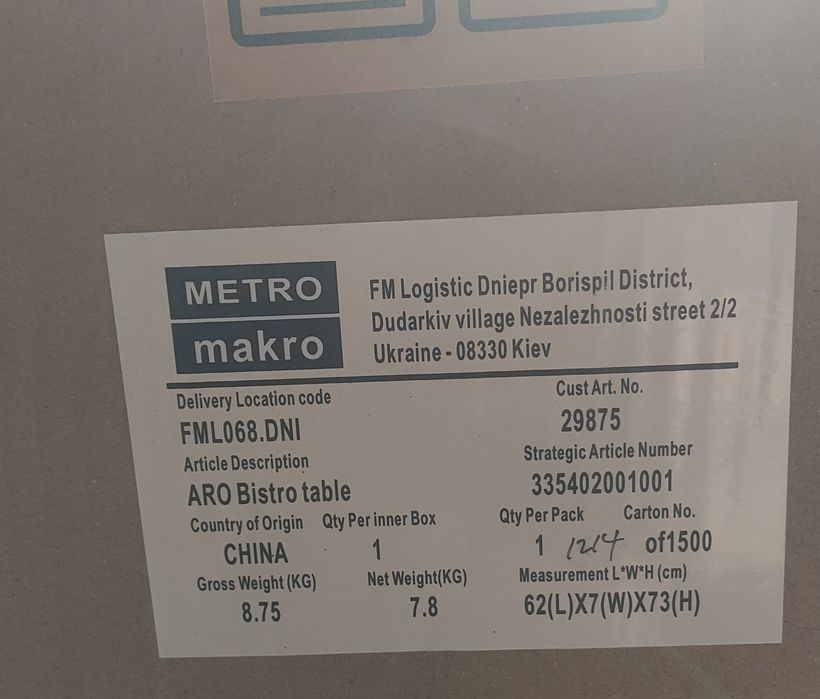 METRO
makro
FM Logistic Dniepr Borispil District,
Dudarkiv village Nezalezhnosti street 2/2
Ukraine - 08330 Kiev
Delivery Location code
FML068.DNI
Cust Art. No.
29875
Article Description
ARO Bistro table
Strategic Article Number
335402001001
Country of Origin Qty Per inner Box Qty Per Pack Carton No.
CHINA 1 1 1214 of1500
Gross Weight (KG) Net Weight(KG) Measurement L*W*H (cm)
8.75 7.8 62(L)X7(W)X73(H)